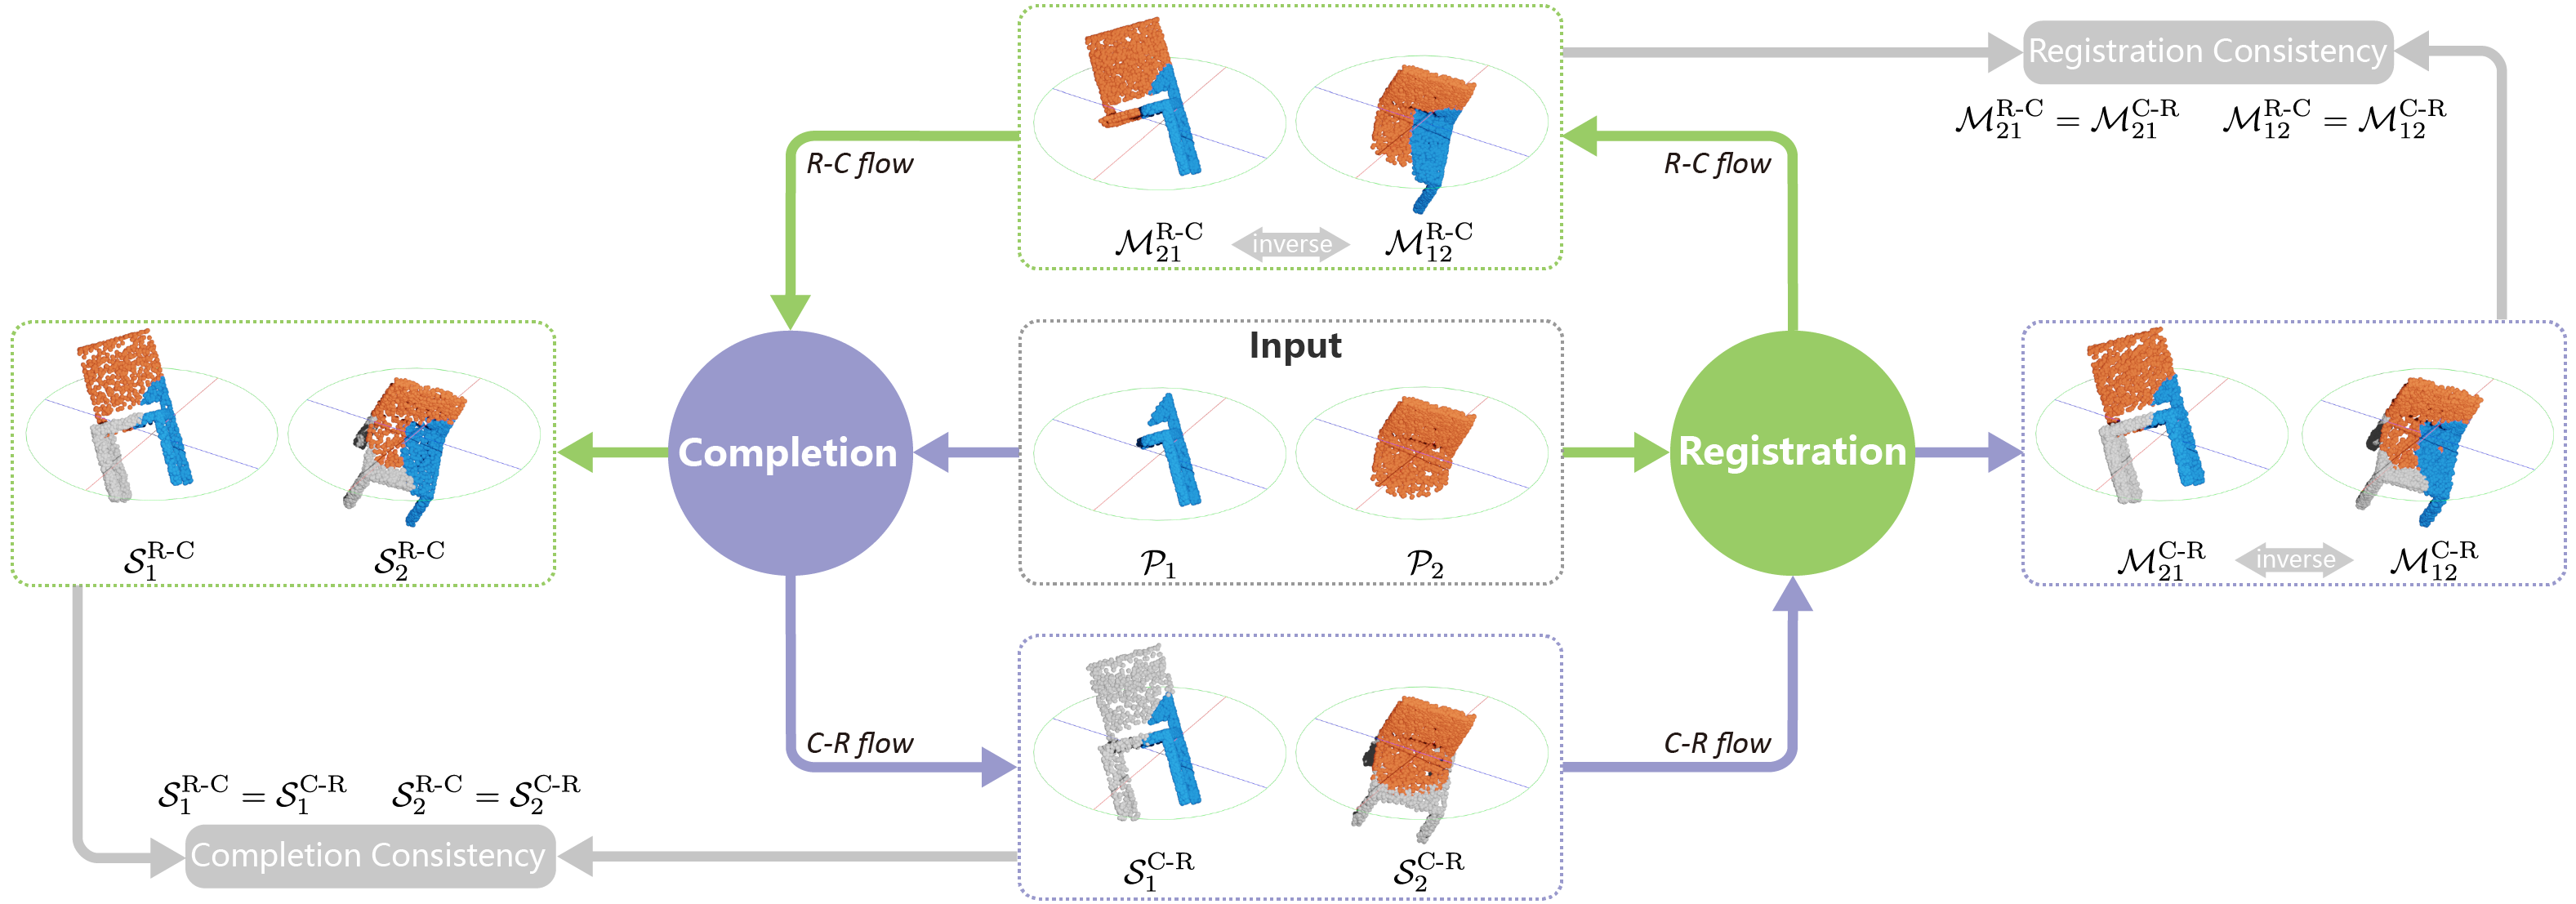 Registration Consistency
$\mathcal{M}_{21}^{\text{R-C}} = \mathcal{M}_{21}^{\text{C-R}}$ $\mathcal{M}_{12}^{\text{R-C}} = \mathcal{M}_{12}^{\text{C-R}}$
R-C flow
R-C flow
$\mathcal{M}_{21}^{\text{R-C}}$ inverse $\mathcal{M}_{12}^{\text{R-C}}$
Input
Completion
Registration
$\mathcal{S}_{1}^{\text{R-C}}$ $\mathcal{S}_{2}^{\text{R-C}}$
$\mathcal{P}_{1}$ $\mathcal{P}_{2}$
$\mathcal{M}_{21}^{\text{C-R}}$ inverse $\mathcal{M}_{12}^{\text{C-R}}$
C-R flow
C-R flow
$\mathcal{S}_{1}^{\text{R-C}} = \mathcal{S}_{1}^{\text{C-R}}$ $\mathcal{S}_{2}^{\text{R-C}} = \mathcal{S}_{2}^{\text{C-R}}$
Completion Consistency
$\mathcal{S}_{1}^{\text{C-R}}$ $\mathcal{S}_{2}^{\text{C-R}}$